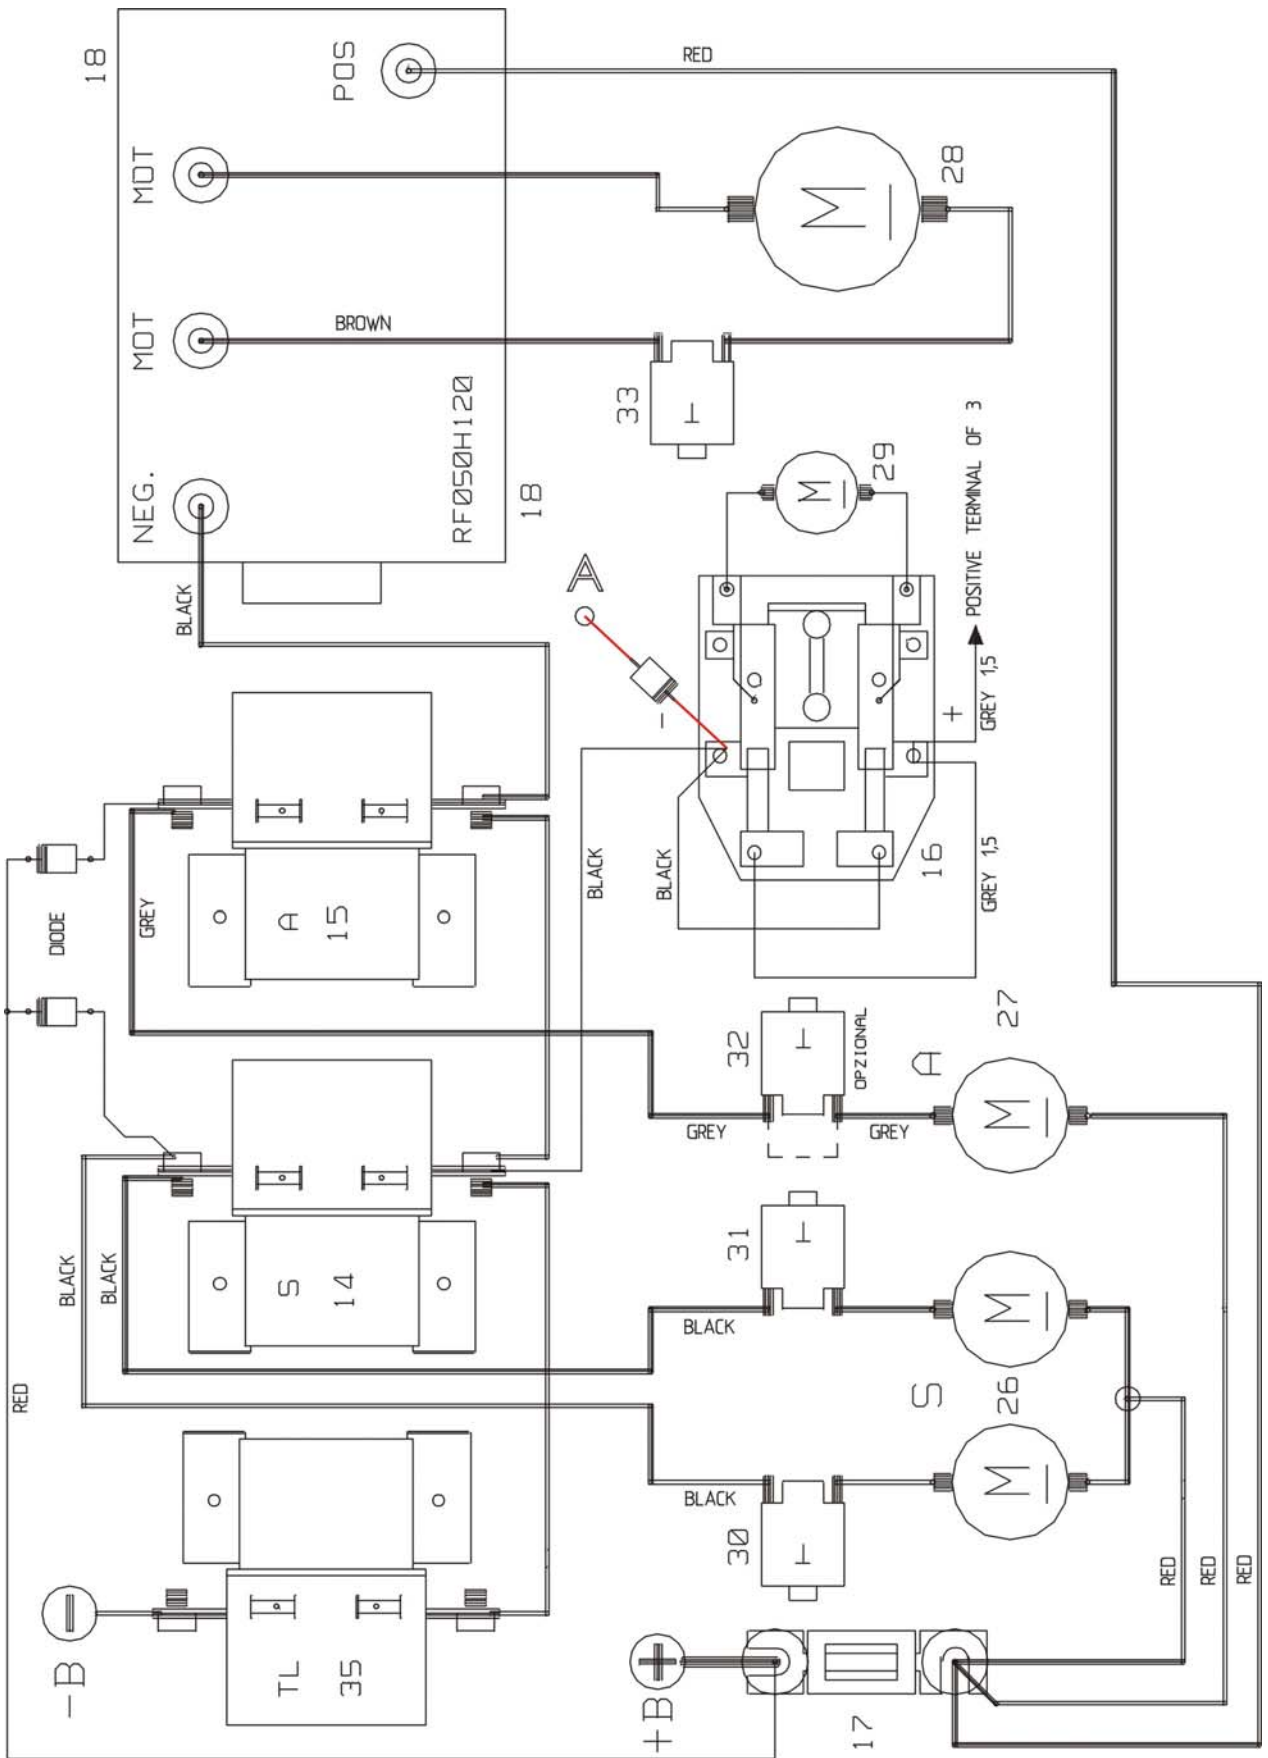 18
POS
RED
MOT
28
M
MOT
BROWN
33
T
RF050H120
NEG.
18
29
M
POSITIVE TERMINAL OF 3
BLACK
A
-
+
GREY 1,5
DIODE
GREY
A
15
BLACK
BLACK
16
GREY 1,5
32
T
OPZIONAL
A
27
M
GREY
GREY
BLACK
BLACK
S
14
31
T
BLACK
M
RED
S
26
M
BLACK
30
T
-B
TL
35
+B
17
RED
RED
RED